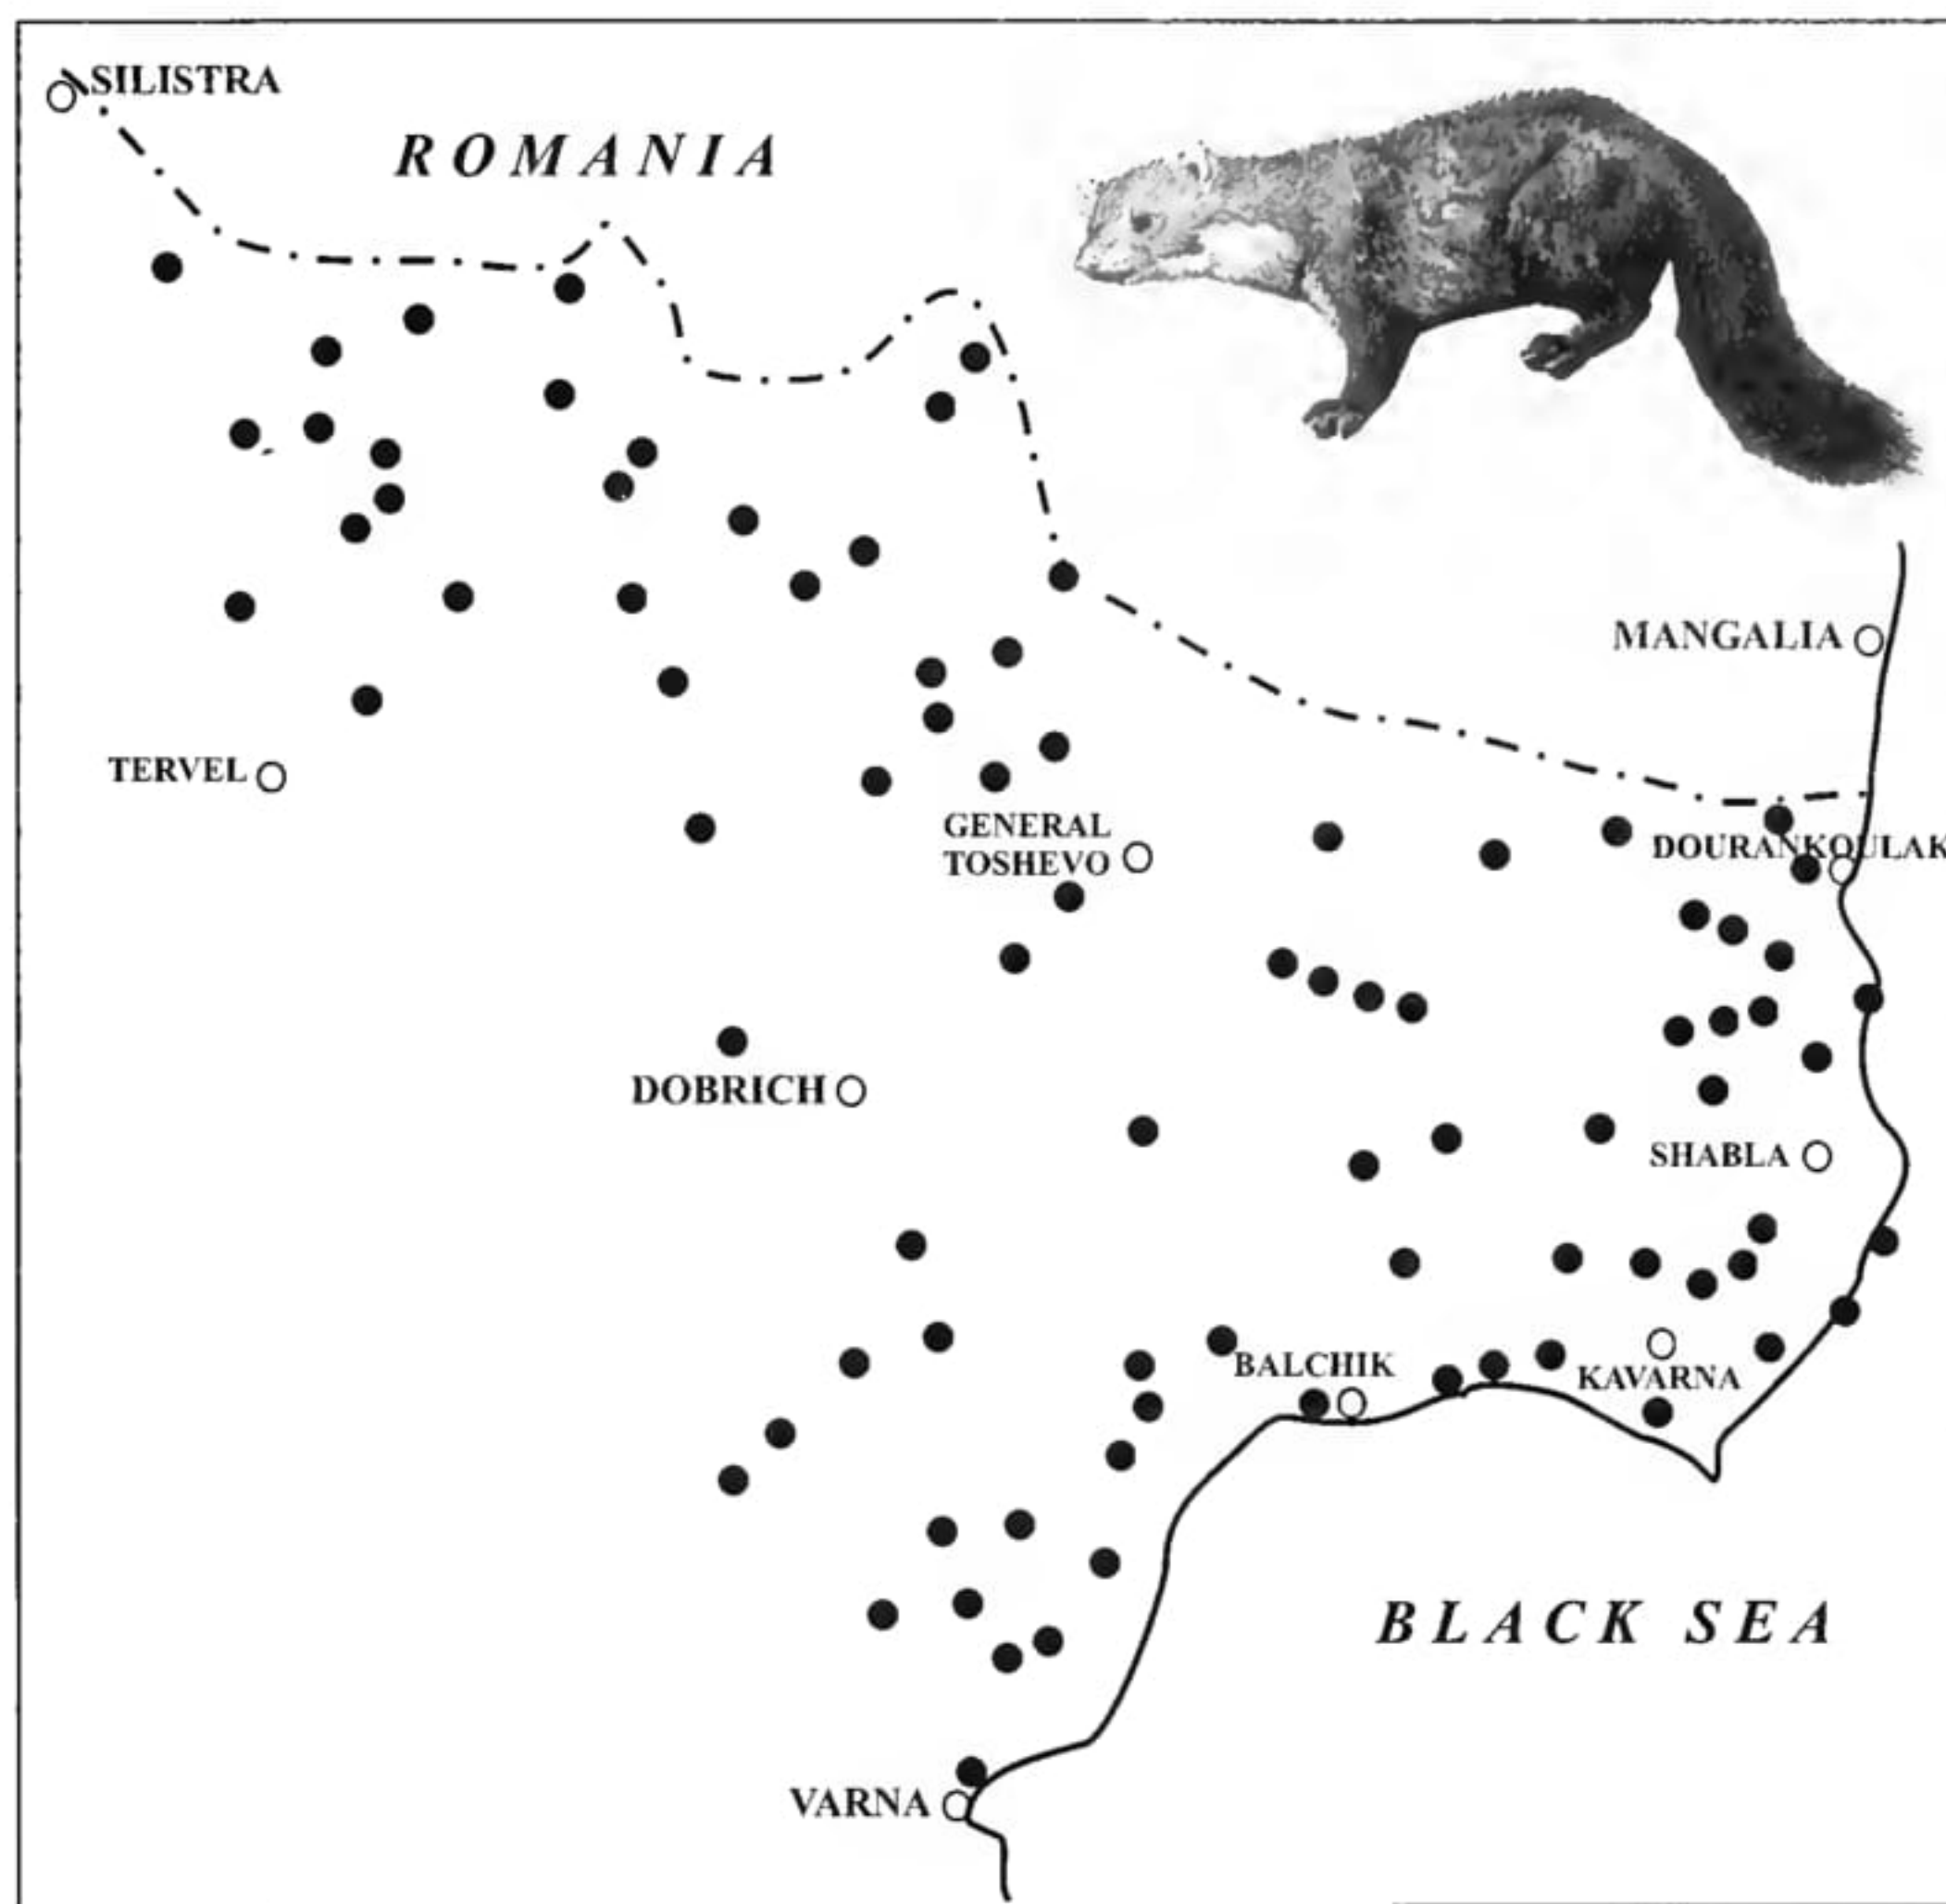 SILISTRA
ROMANIA
MANGALIA
TERVEL
GENERAL
TOSHEVO
DOURANKOULAK
DOBRICH
SHABLA
BALCHIK
KAVARNA
BLACK SEA
VARNA